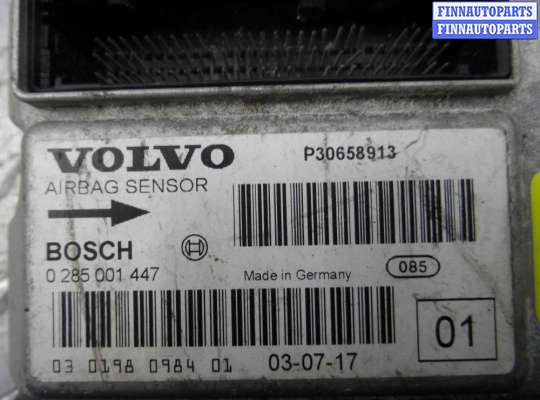 FINNAUTOPARTS
FINNAUTOPARTS
VOLVO
P30658913
AIRBAG SENSOR
BOSCH
0 285 001 447
Made in Germany
085
01
03 0198 0984 01
03-07-17